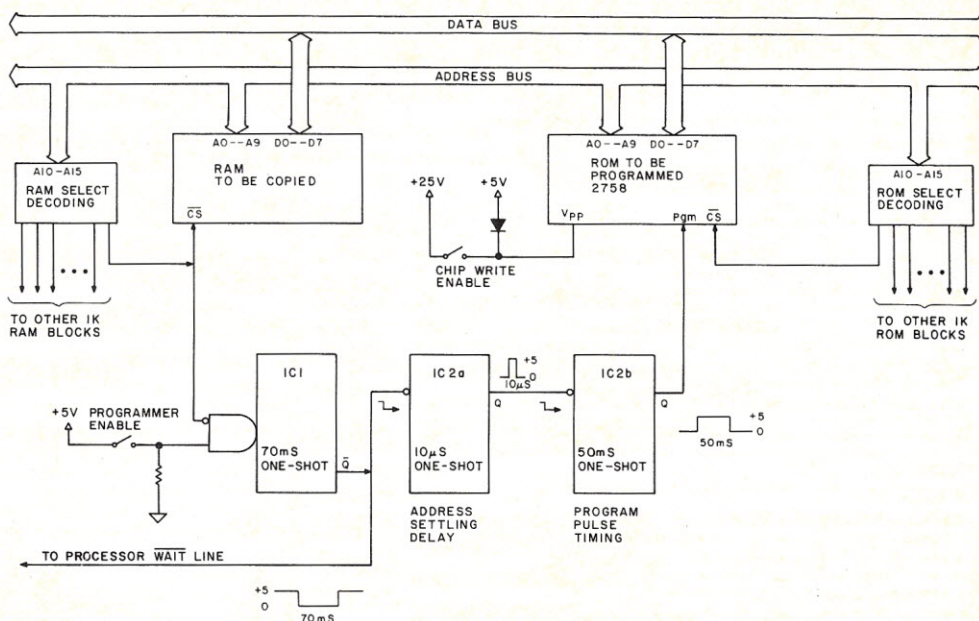 DATA BUS
ADDRESS BUS
A0--A9 D0--D7
RAM
TO BE COPIED
CS
A0--A9 D0--D7
ROM TO BE
PROGRAMMED
2758
VPP
Pgm CS
A10-A15
RAM SELECT
DECODING
A10-A15
ROM SELECT
DECODING
+25V
+5V
CHIP WRITE
ENABLE
TO OTHER 1K
RAM BLOCKS
TO OTHER 1K
ROM BLOCKS
+5V
PROGRAMMER
ENABLE
IC1
70mS
ONE-SHOT
Q
IC2a
10μS
ONE-SHOT
Q
+5
0
10μS
IC2b
50mS
ONE-SHOT
Q
+5
0
50mS
ADDRESS
SETTLING
DELAY
PROGRAM
PULSE
TIMING
TO PROCESSOR WAIT LINE
+5
0
70mS